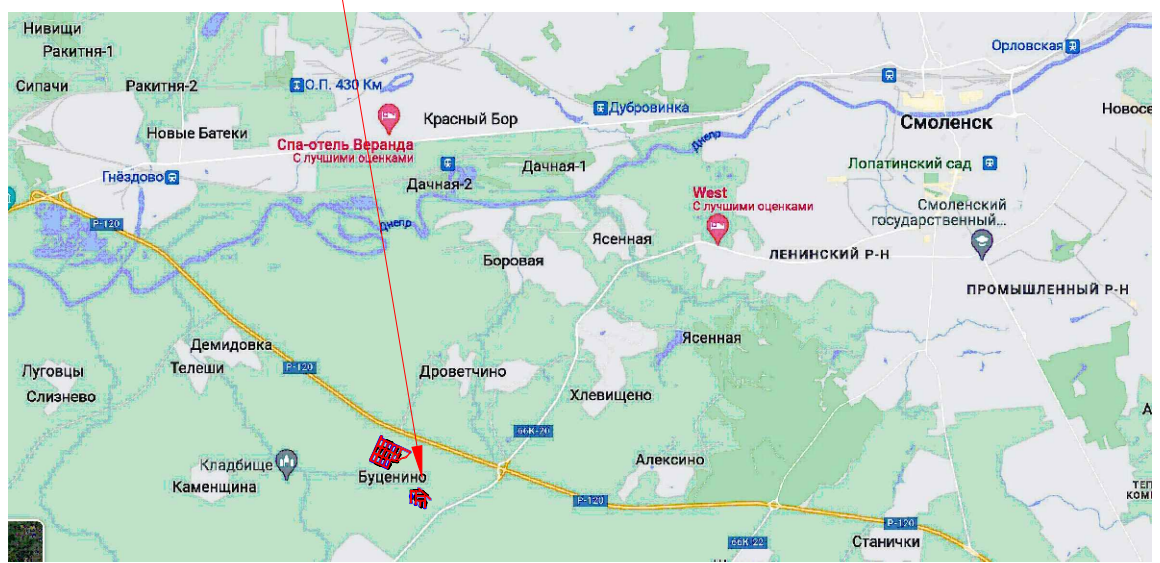 Нивищи
Ракитня-1
Орловская
Сипачи
Ракитня-2
О.П. 430 Км
Дубровинка
Красный Бор
Смоленск
Новые Батеки
Днепр
Спа-отель Веранда
С лучшими оценками
Дачная-1
Лопатинский сад
Гнёздово
Дачная-2
West
С лучшими оценками
Смоленский
государственный...
Р-120
Днепр
Ясенная
ЛЕНИНСКИЙ Р-Н
Боровая
ПРОМЫШЛЕННЫЙ Р-Н
Демидовка
Ясенная
Телеши
Р-120
Луговцы
Дроветчино
Слизнево
Хлевищено
66К-20
Кладбище
Алексино
Буценино
Каменщина
Р-120
Р-120
Станички
66К-22